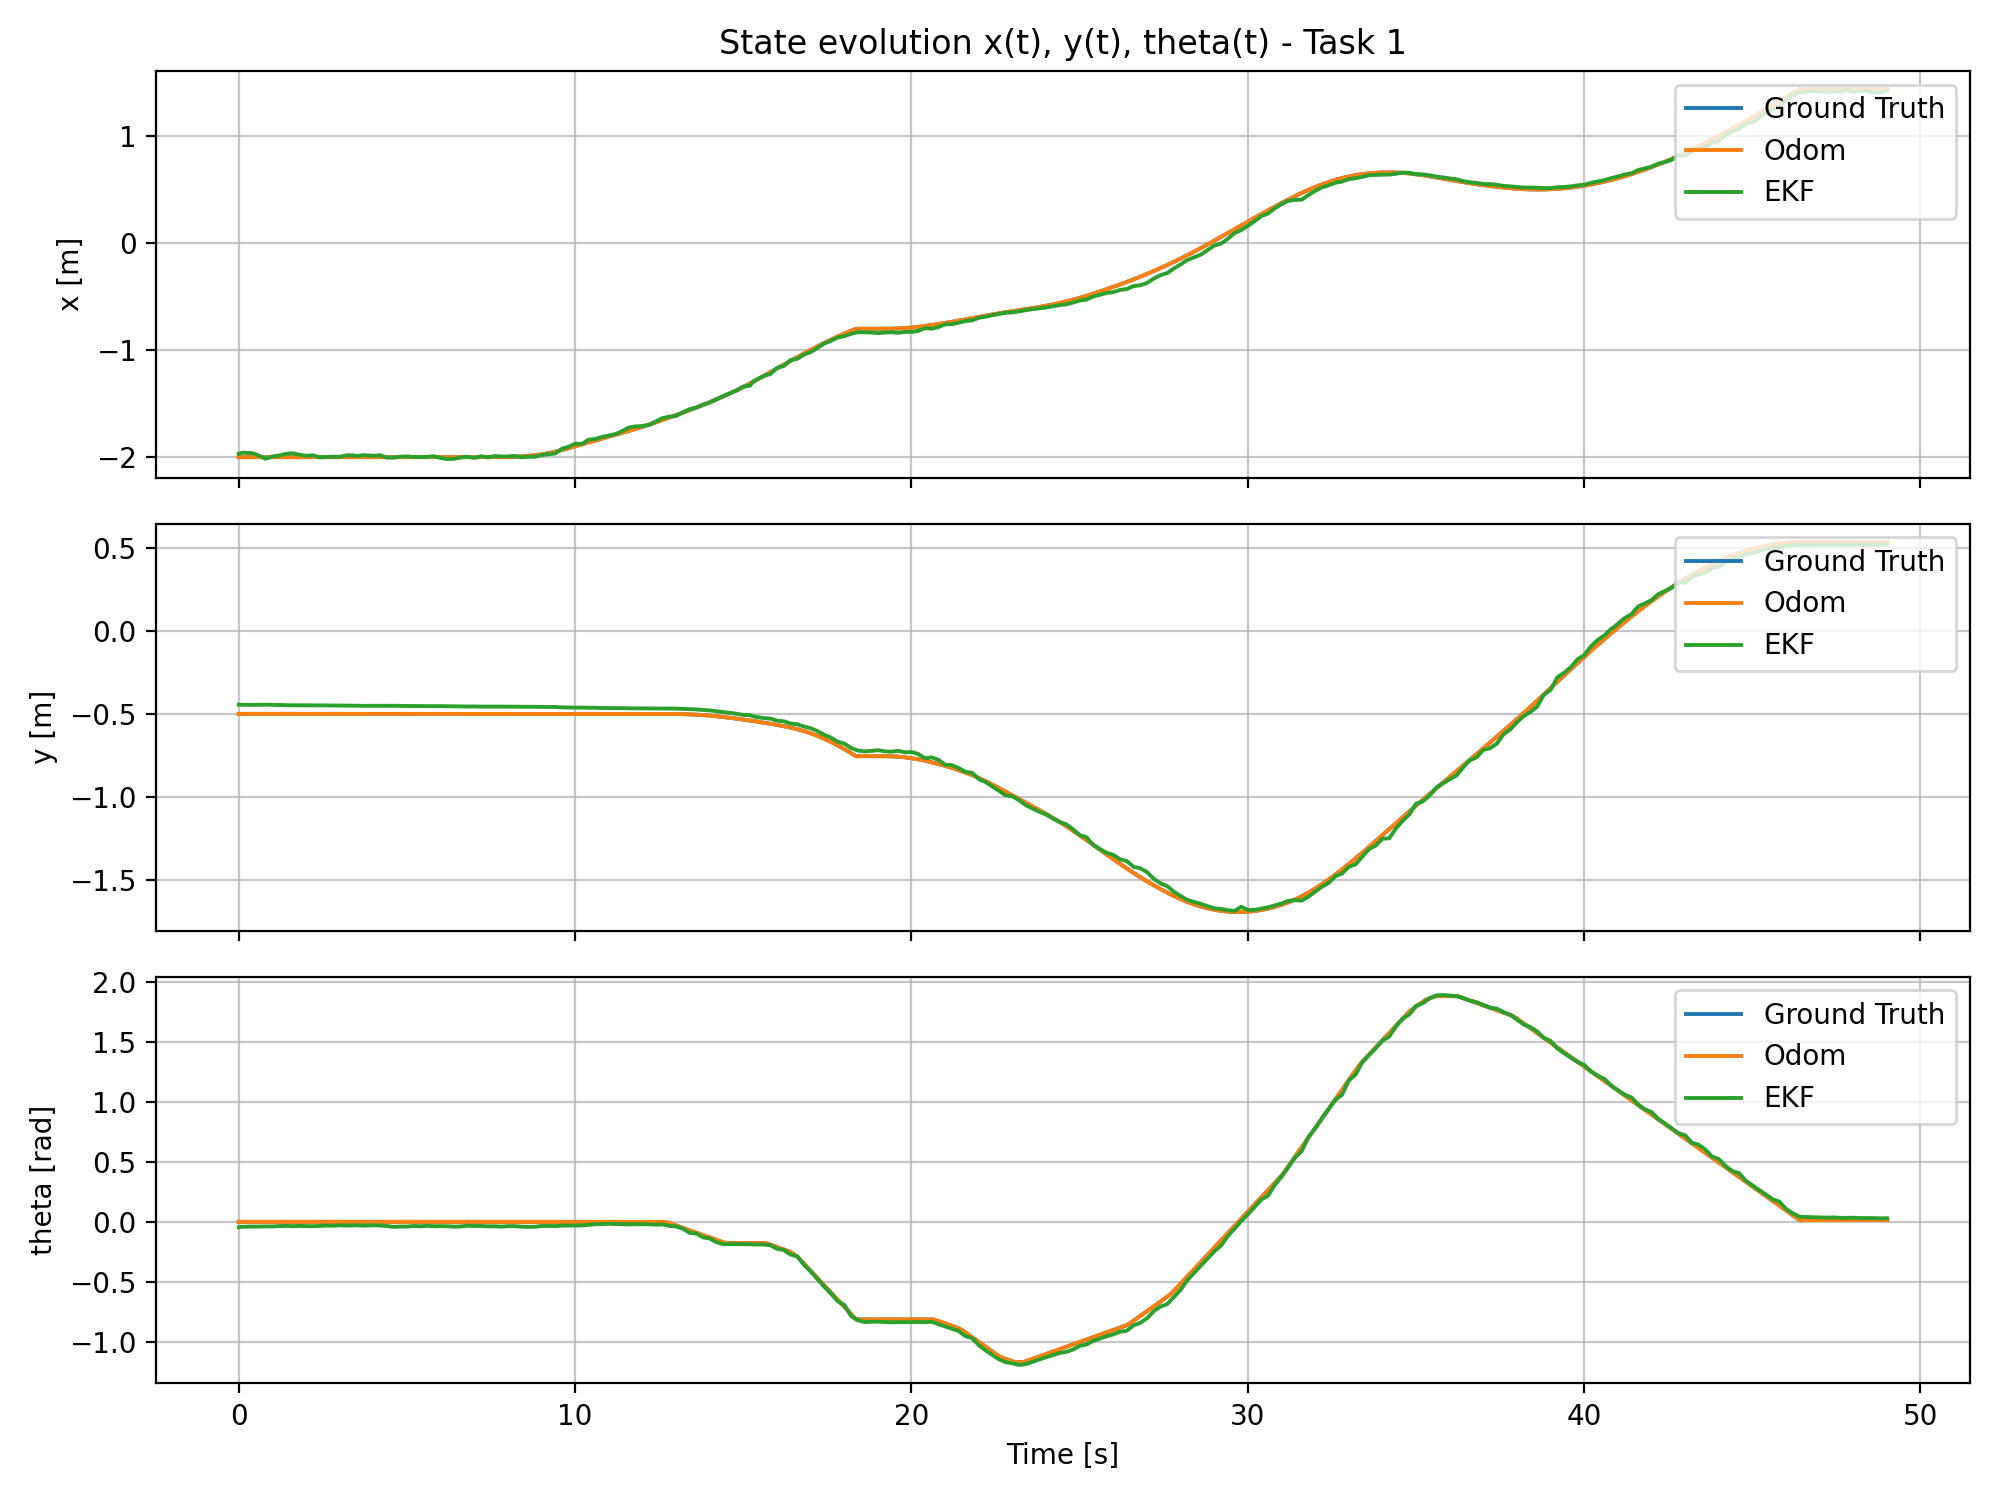 State evolution x(t), y(t), theta(t) - Task 1
x [m]
1
0
−1
−2
Ground Truth
Odom
EKF
y [m]
0.5
0.0
−0.5
−1.0
−1.5
Ground Truth
Odom
EKF
theta [rad]
2.0
1.5
1.0
0.5
0.0
−0.5
−1.0
Ground Truth
Odom
EKF
0 10 20 30 40 50
Time [s]